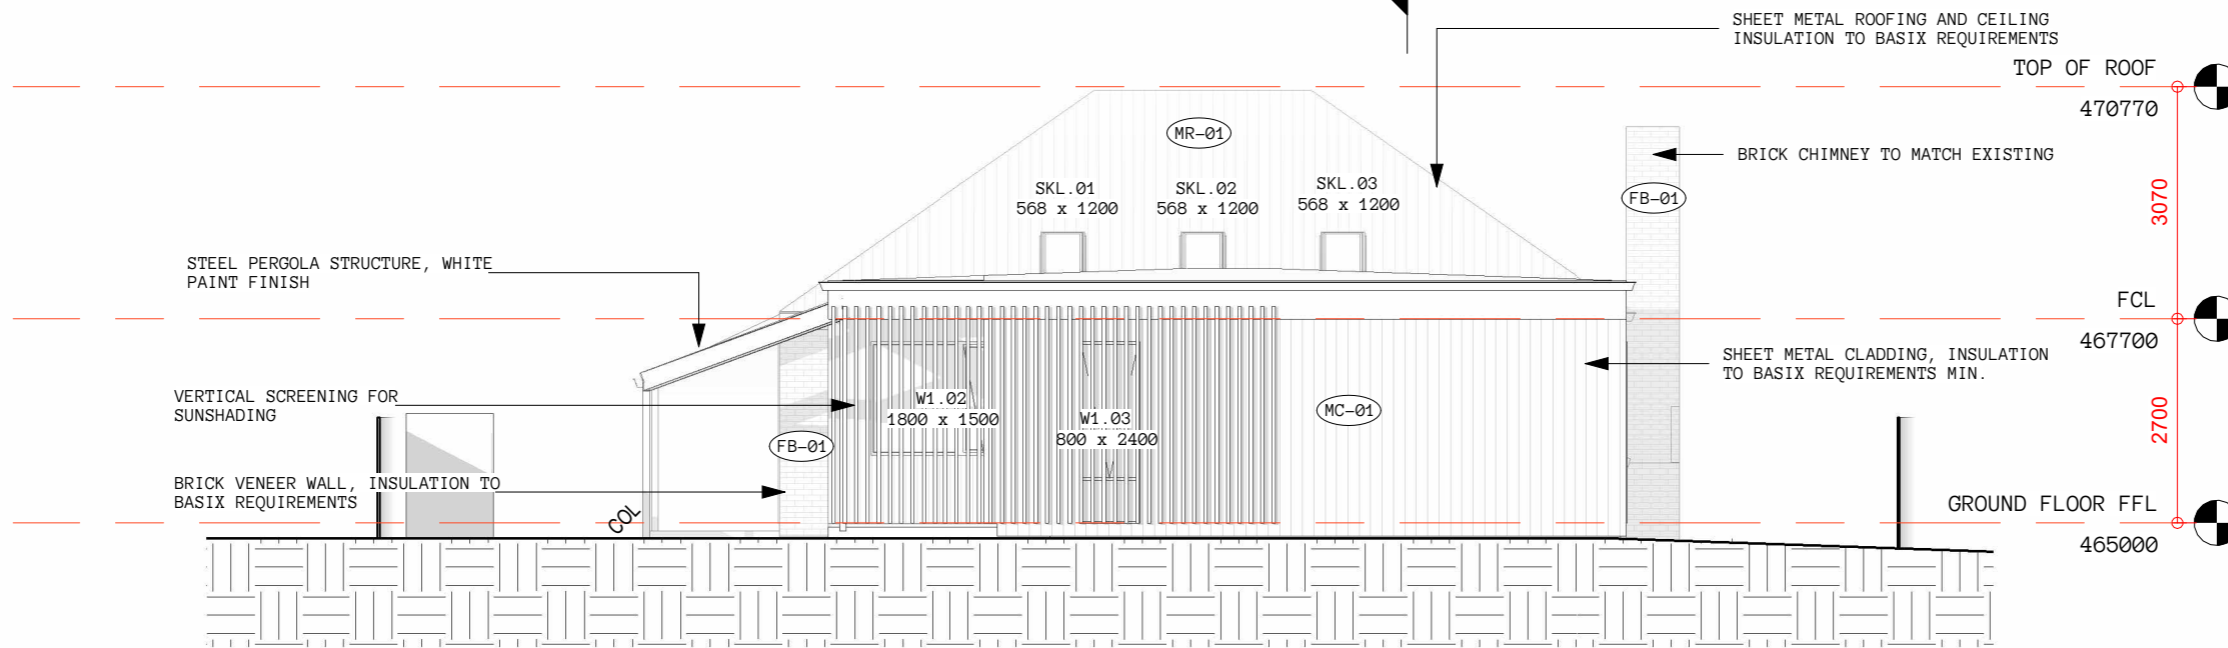 SHEET METAL ROOFING AND CEILING
INSULATION TO BASIX REQUIREMENTS
TOP OF ROOF
470770
MR-01
BRICK CHIMNEY TO MATCH EXISTING
SKL.01
568 x 1200
SKL.02
568 x 1200
SKL.03
568 x 1200
FB-01
3070
STEEL PERGOLA STRUCTURE, WHITE
PAINT FINISH
FCL
467700
SHEET METAL CLADDING, INSULATION
TO BASIX REQUIREMENTS MIN.
VERTICAL SCREENING FOR
SUNSHADING
W1.02
1800 x 1500
W1.03
800 x 2400
MC-01
2700
FB-01
BRICK VENEER WALL, INSULATION TO
BASIX REQUIREMENTS
COL
GROUND FLOOR FFL
465000